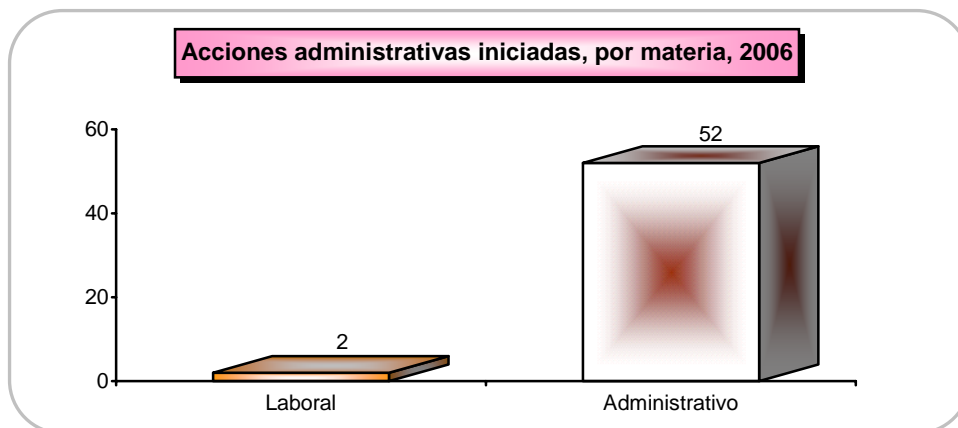 Acciones administrativas iniciadas, por materia, 2006
60
40
20
0
2
52
Laboral
Administrativo